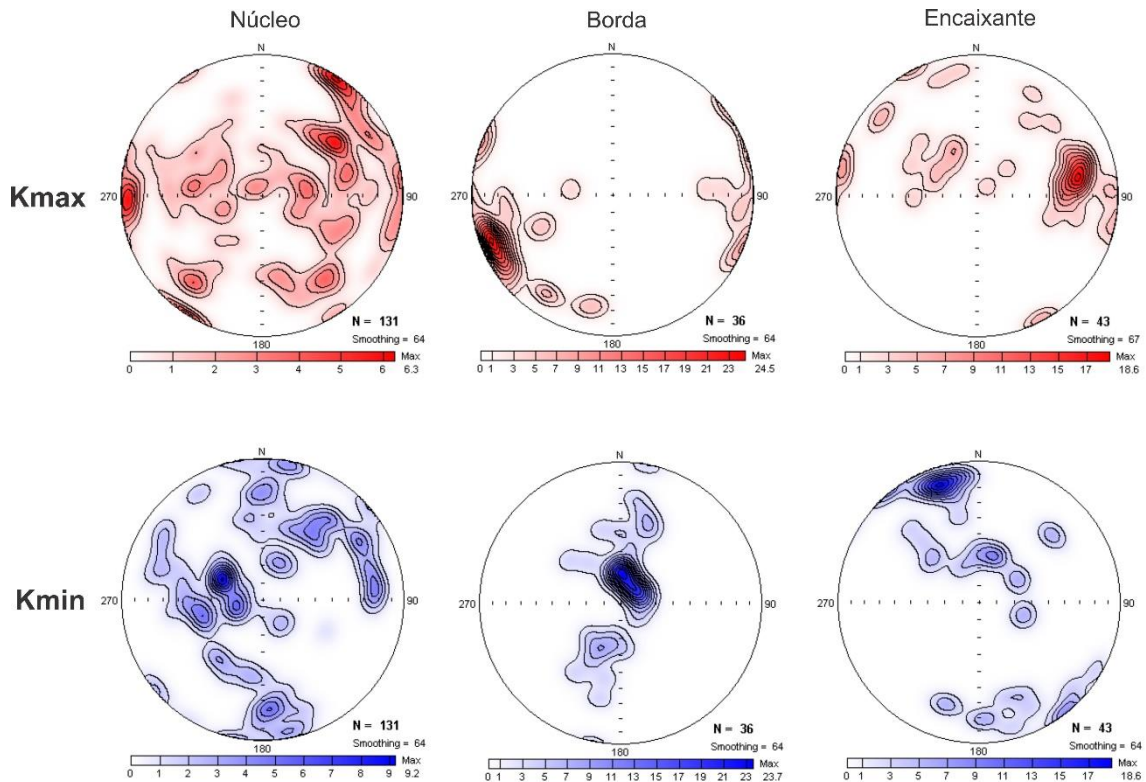 Núcleo Borda Encaixante
N N N
Kmax 270 90 270 90 270 90
N = 131 N = 36 N = 43
180 Smoothing = 64 180 Smoothing = 64 180 Smoothing = 67
Max Max Max
0 1 2 3 4 5 6 6.3 0 1 3 5 7 9 11 13 15 17 19 21 23 24.5 0 1 3 5 7 9 11 13 15 17 18.6
N N N
Kmin 270 90 270 90 270 90
N = 131 N = 36 N = 43
180 Smoothing = 64 180 Smoothing = 64 180 Smoothing = 64
Max Max Max
0 1 2 3 4 5 6 7 8 9 9.2 0 1 3 5 7 9 11 13 15 17 19 21 23 23.7 0 1 3 5 7 9 11 13 15 17